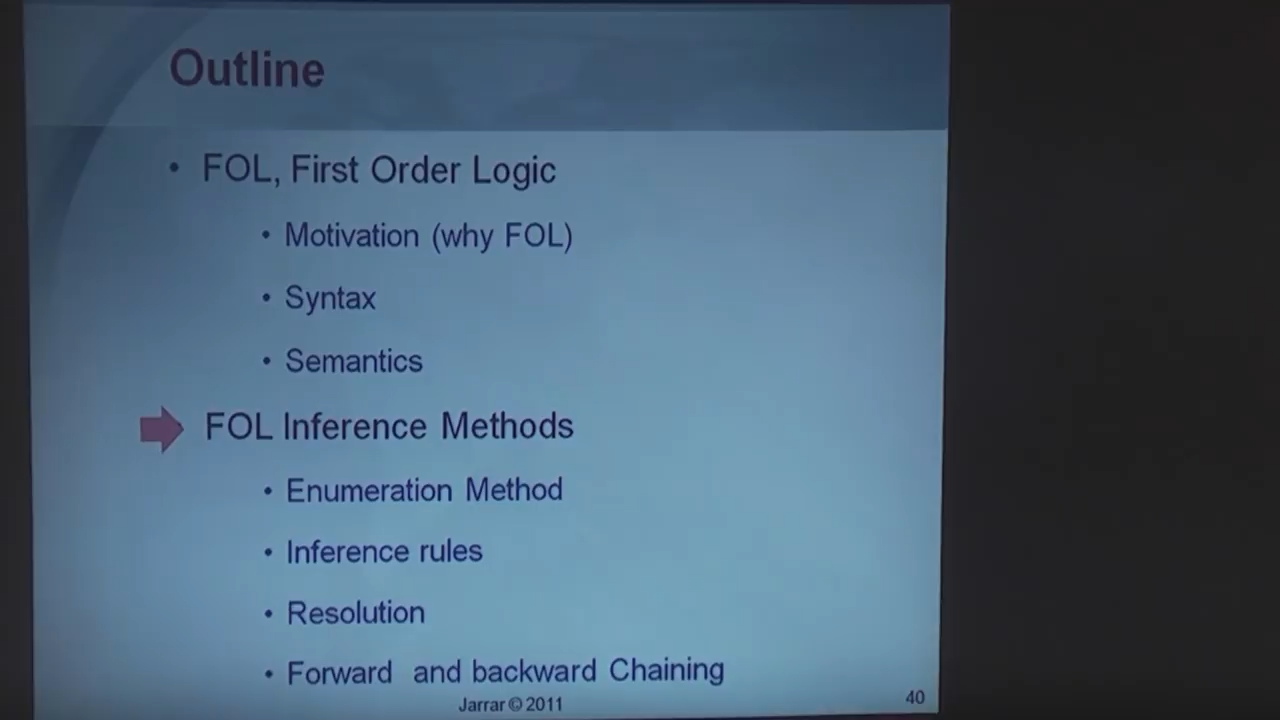 Outline
• FOL, First Order Logic
• Motivation (why FOL)
• Syntax
• Semantics
FOL Inference Methods
• Enumeration Method
• Inference rules
• Resolution
• Forward and backward Chaining
Jarrar © 2011
40